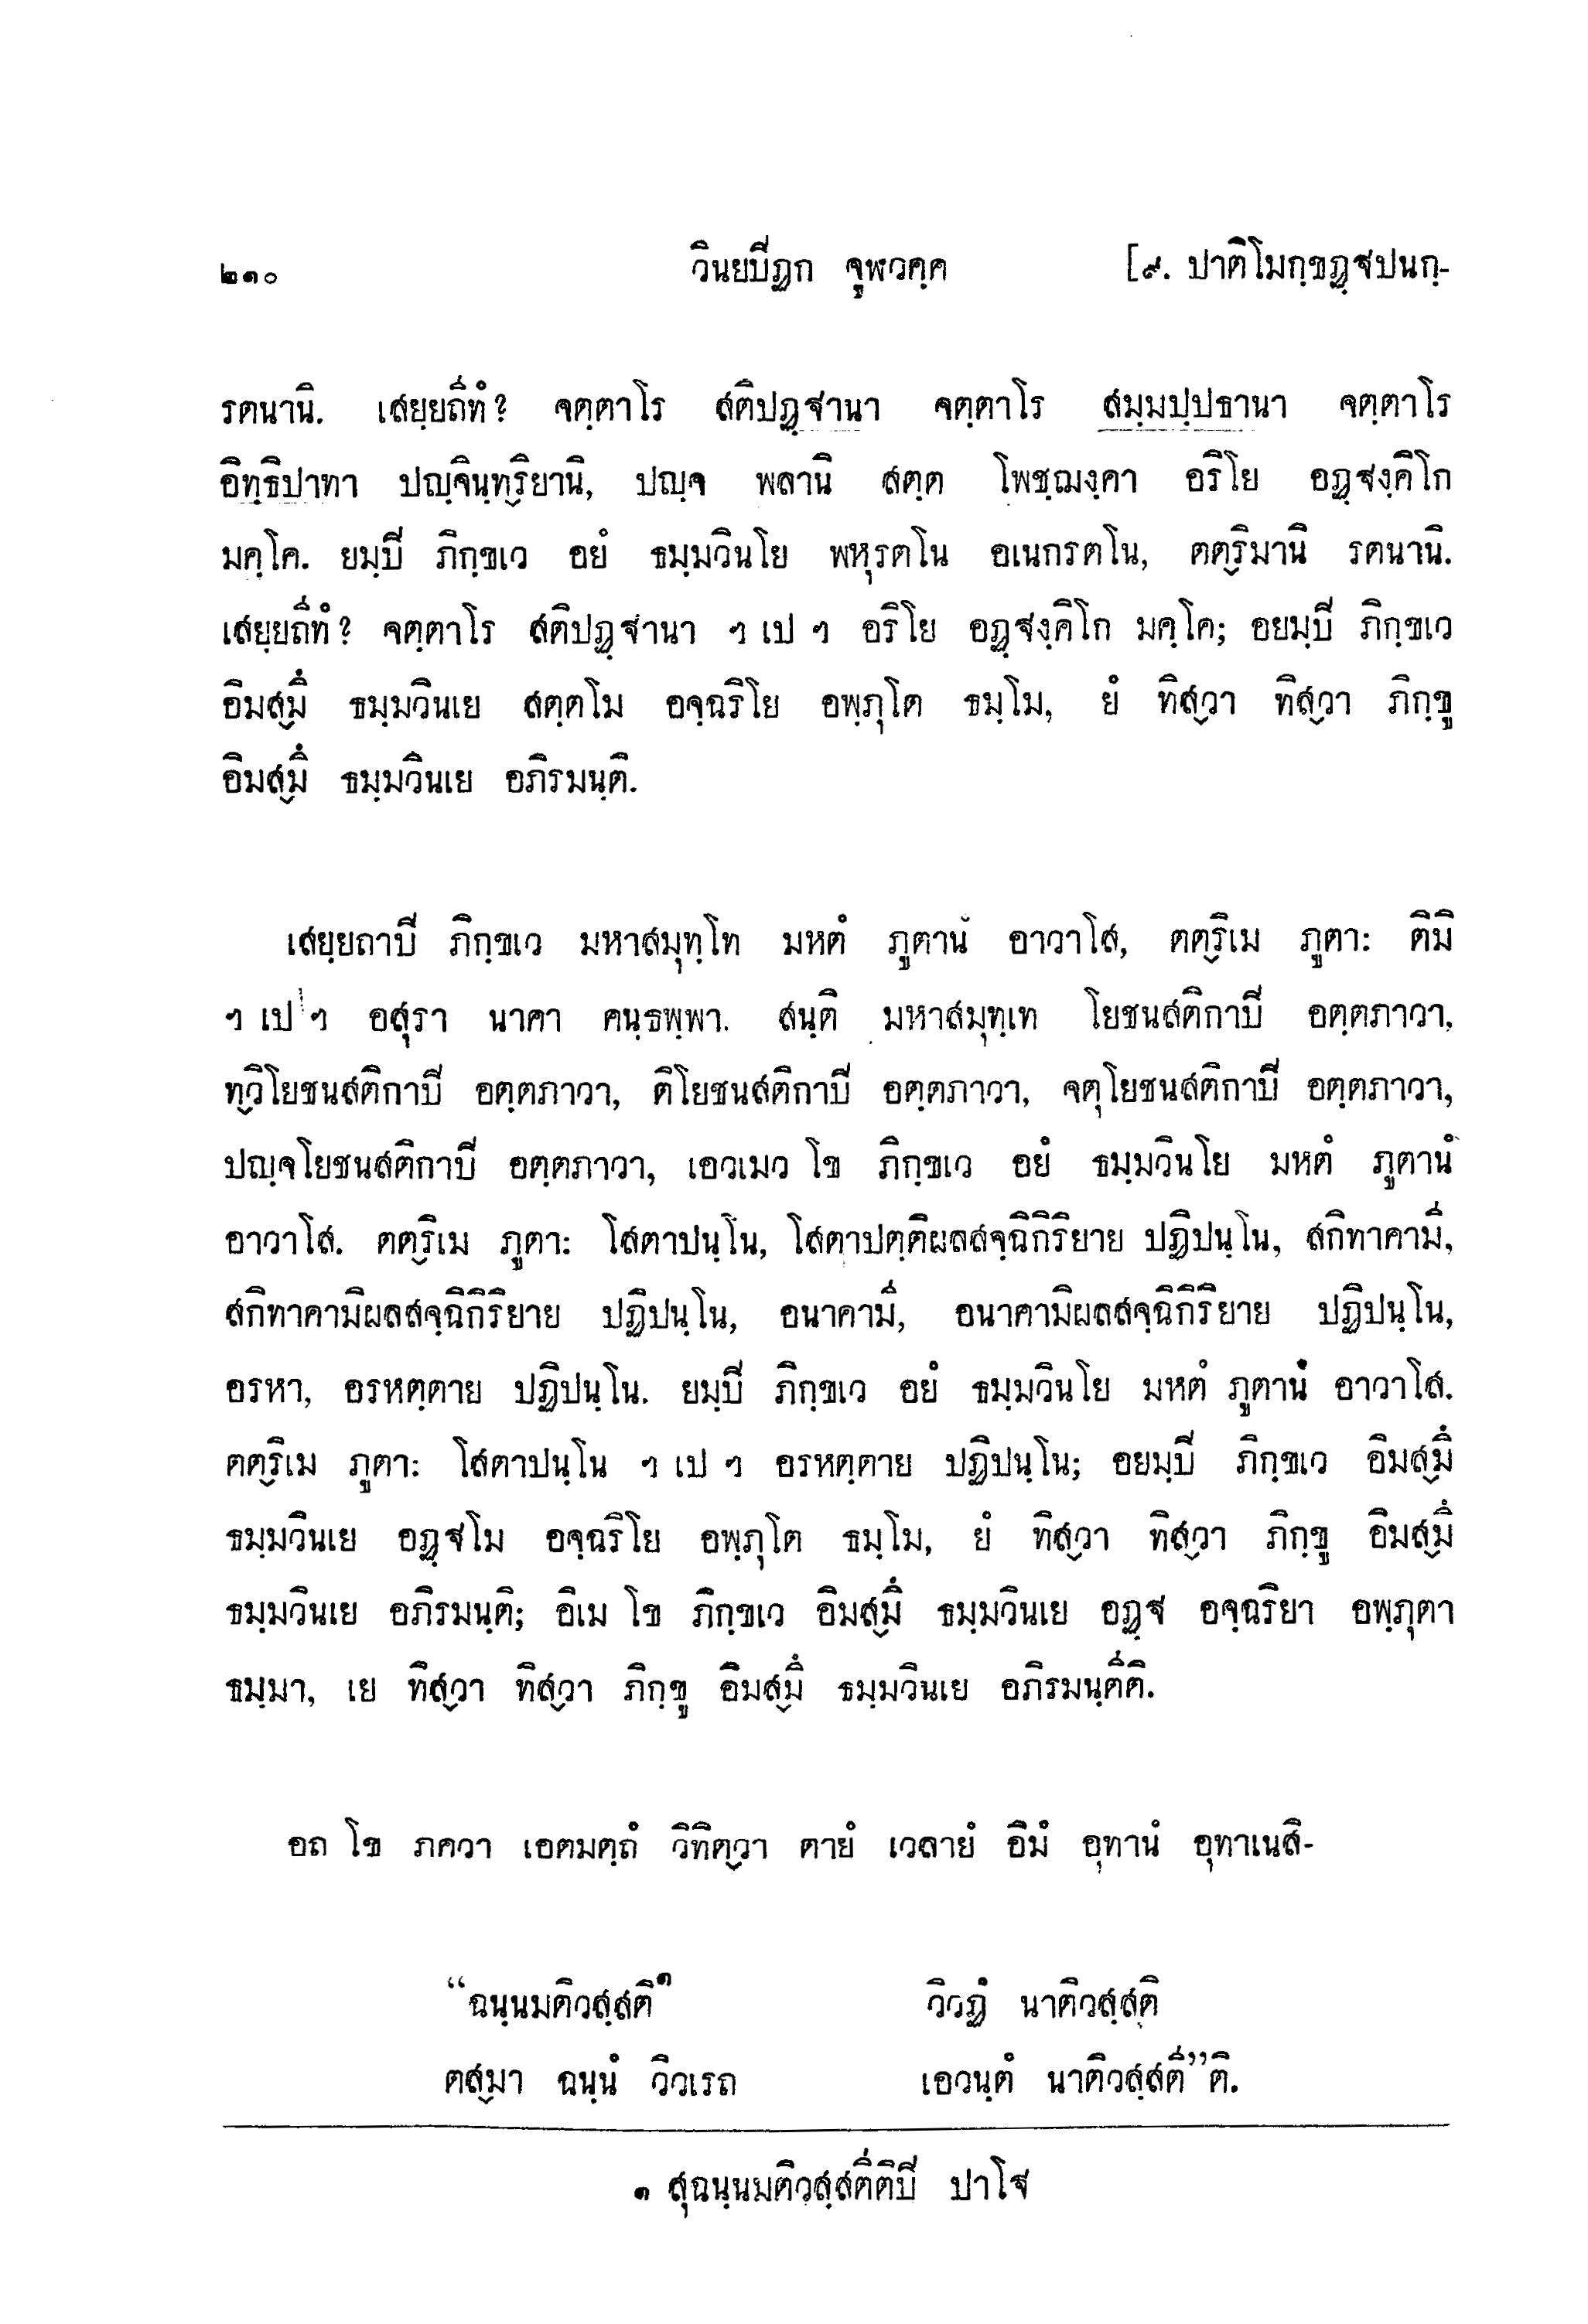 ๒๑๐ วินยปิฏก จูฬวคฺค [๙. ปาติโมกฺขฏฺฐปนกฺ-
รตนานิ. เสยฺยถีทํ? จตฺตาโร สติปฏฺฐานา จตฺตาโร สมฺมปฺปธานา จตฺตาโร
อิทฺธิปาทา ปญฺจินฺท๎ริยานิ, ปญฺจ พลานิ สตฺต โพชฺฌงฺคา อริโย อฏฺฐงฺคิโก
มคฺโค. ยมฺปิ ภิกฺขเว อยํ ธมฺมวินโย พหุรตโน อเนกรตโน, ตต๎ริมานิ รตนานิ.
เสยฺยถีทํ? จตฺตาโร สติปฏฺฐานา ฯ เป ฯ อริโย อฏฺฐงฺคิโก มคฺโค; อยมฺปิ ภิกฺขเว
อิมส๎มึ ธมฺมวินเย สตฺตโม อจฺฉริโย อพฺภุโต ธมฺโม, ยํ ทิส๎วา ทิส๎วา ภิกฺขู
อิมส๎มึ ธมฺมวินเย อภิรมนฺติ.
เสยฺยถาปิ ภิกฺขเว มหาสมุทฺโท มหตํ ภูตานํ อาวาโส, ตต๎ริเม ภูตา: ติมิ
ฯ เป ฯ อสุรา นาคา คนฺธพฺพา. สนฺติ มหาสมุทฺเท โยชนสติกาปิ อตฺตภาวา,
ท๎วิโยชนสติกาปิ อตฺตภาวา, ติโยชนสติกาปิ อตฺตภาวา, จตุโยชนสติกาปิ อตฺตภาวา,
ปญฺจโยชนสติกาปิ อตฺตภาวา, เอวเมว โข ภิกฺขเว อยํ ธมฺมวินโย มหตํ ภูตานํ
อาวาโส. ตต๎ริเม ภูตา: โสตาปนฺโน, โสตาปตฺติผลสจฺฉิกิริยาย ปฏิปนฺโน, สกิทาคามี,
สกิทาคามิผลสจฺฉิกิริยาย ปฏิปนฺโน, อนาคามี, อนาคามิผลสจฺฉิกิริยาย ปฏิปนฺโน,
อรหา, อรหตฺตาย ปฏิปนฺโน. ยมฺปิ ภิกฺขเว อยํ ธมฺมวินโย มหตํ ภูตานํ อาวาโส.
ตต๎ริเม ภูตา: โสตาปนฺโน ฯ เป ฯ อรหตฺตาย ปฏิปนฺโน; อยมฺปิ ภิกฺขเว อิมส๎มึ
ธมฺมวินเย อฏฺฐโม อจฺฉริโย อพฺภุโต ธมฺโม, ยํ ทิส๎วา ทิส๎วา ภิกฺขู อิมส๎มึ
ธมฺมวินเย อภิรมนฺติ; อิเม โข ภิกฺขเว อิมส๎มึ ธมฺมวินเย อฏฺฐ อจฺฉริยา อพฺภุตา
ธมฺมา, เย ทิส๎วา ทิส๎วา ภิกฺขู อิมส๎มึ ธมฺมวินเย อภิรมนฺตีติ.
อถ โข ภควา เอตมตฺถํ วิทิต๎วา ตายํ เวลายํ อิมํ อุทานํ อุทาเนสิ-
“ฉนฺนมติวสฺสติ๑ วิวฏํ นาติวสฺสติ
ตส๎มา ฉนฺนํ วิวเรถ เอวนฺตํ นาติวสฺสตี”ติ.
๑ สุฉนฺนมติวสฺสตีติปิ ปาโฐ